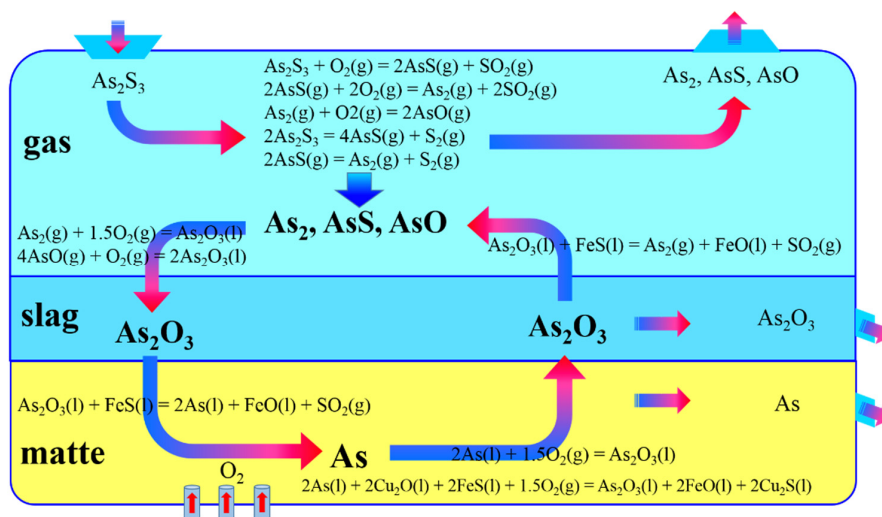 As₂S₃
As₂S₃ + O₂(g) = 2AsS(g) + SO₂(g)
2AsS(g) + 2O₂(g) = As₂(g) + 2SO₂(g)
As₂(g) + O2(g) = 2AsO(g)
2As₂S₃ = 4AsS(g) + S₂(g)
2AsS(g) = As₂(g) + S₂(g)
As₂, AsS, AsO
gas
As₂, AsS, AsO
As₂(g) + 1.5O₂(g) = As₂O₃(l)
4AsO(g) + O₂(g) = 2As₂O₃(l)
As₂O₃(l) + FeS(l) = As₂(g) + FeO(l) + SO₂(g)
slag
As₂O₃
As₂O₃
As₂O₃
As₂O₃(l) + FeS(l) = 2As(l) + FeO(l) + SO₂(g)
As
matte
As
2As(l) + 1.5O₂(g) = As₂O₃(l)
O₂
2As(l) + 2Cu₂O(l) + 2FeS(l) + 1.5O₂(g) = As₂O₃(l) + 2FeO(l) + 2Cu₂S(l)